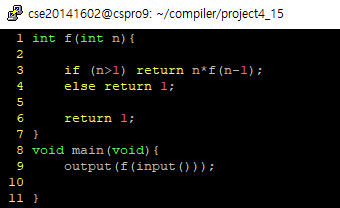 cse20141602@cspro9: ~/compiler/project4_15
1 int f(int n){
2
3     if (n>1) return n*f(n-1);
4     else return 1;
5
6     return 1;
7 }
8 void main(void){
9     output(f(input()));
10
11 }